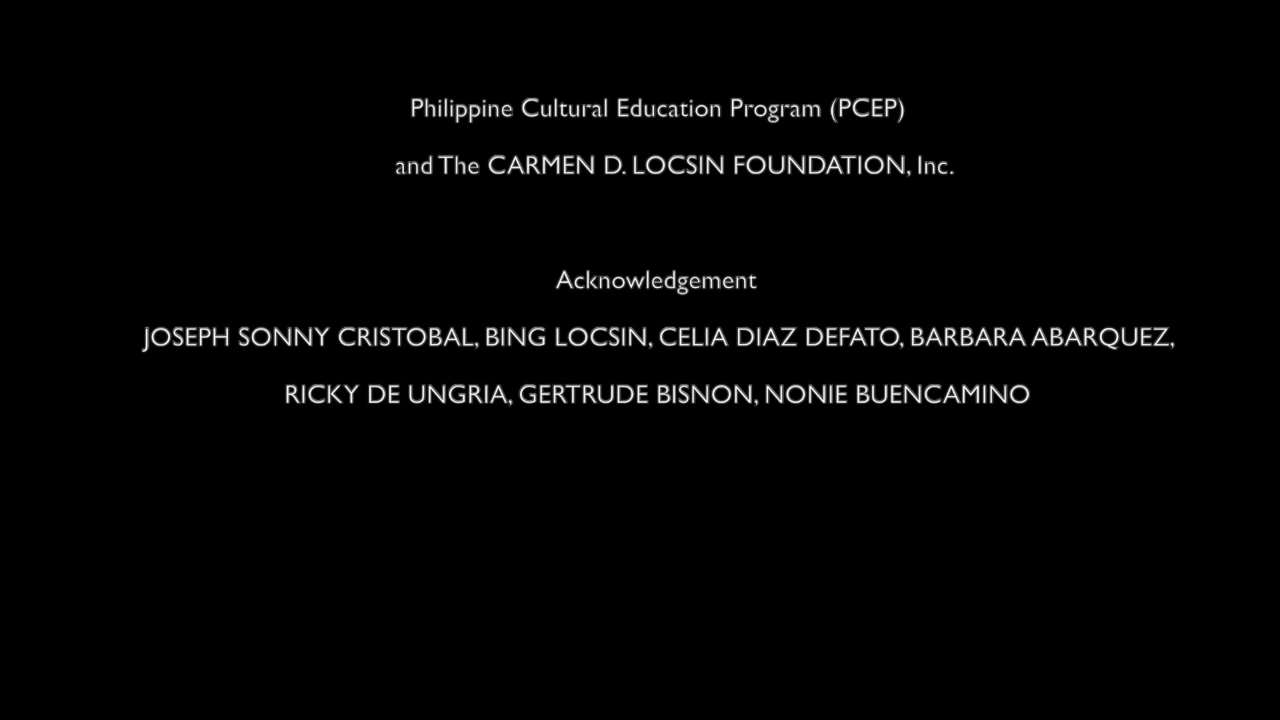 Philippine Cultural Education Program (PCEP)
and The CARMEN D. LOCSIN FOUNDATION, Inc.
Acknowledgement
JOSEPH SONNY CRISTOBAL, BING LOCSIN, CELIA DIAZ DEFATO, BARBARA ABARQUEZ,
RICKY DE UNGRIA, GERTRUDE BISNON, NONIE BUENCAMINO